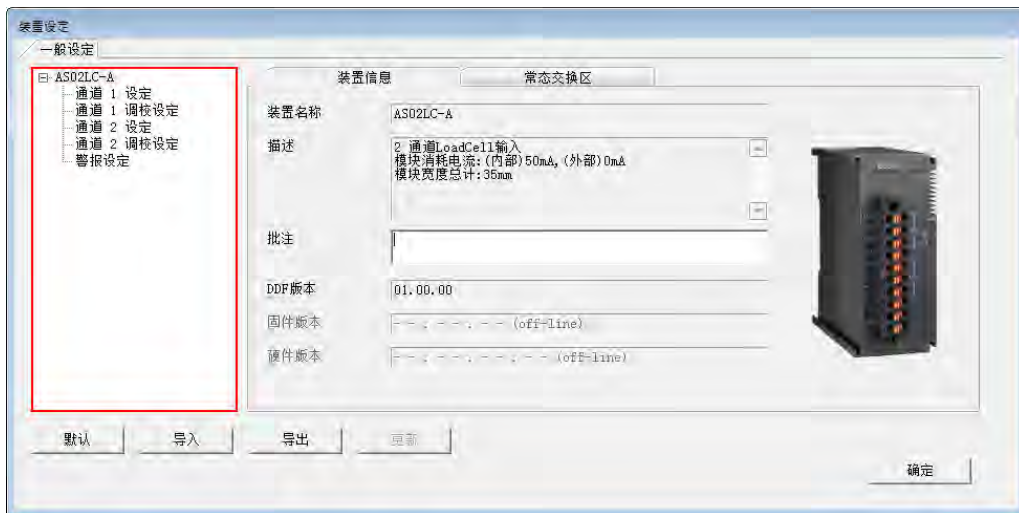 装置设定
一般设定
AS02LC-A
通道 1 设定
通道 1 调校设定
通道 2 设定
通道 2 调校设定
警报设定
装置信息
常态交换区
装置名称
AS02LC-A
描述
2 通道LoadCell输入
模块消耗电流:(内部)50mA,(外部)0mA
模块宽度总计:35mm
批注
DDF版本
01.00.00
固件版本
- - . - - . - - (off-line)
硬件版本
- - . - - . - - . - - (off-line)
默认
导入
导出
更新
确定